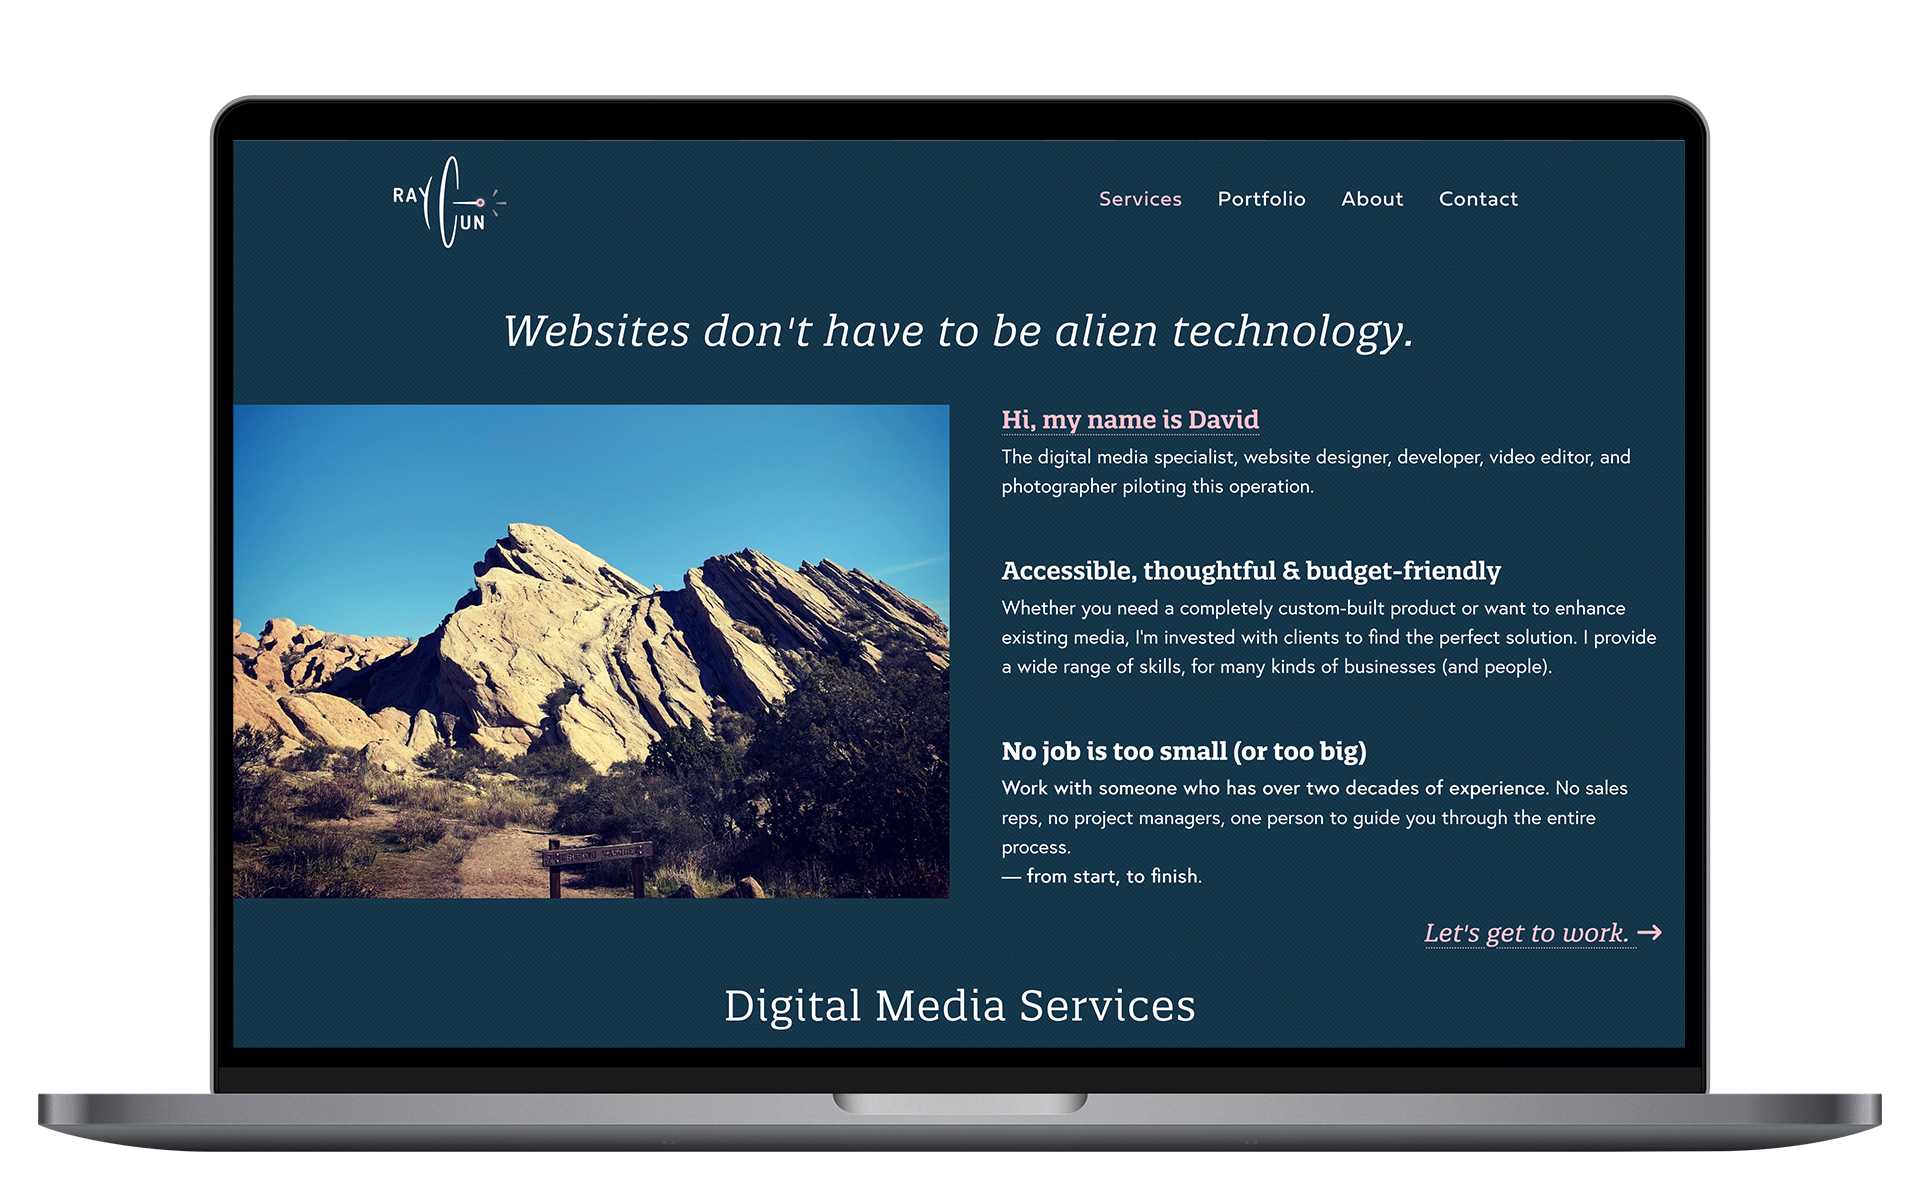 RAY GUN
Services Portfolio About Contact
Websites don't have to be alien technology.
Hi, my name is David
The digital media specialist, website designer, developer, video editor, and
photographer piloting this operation.
Accessible, thoughtful & budget-friendly
Whether you need a completely custom-built product or want to enhance
existing media, I'm invested with clients to find the perfect solution. I provide
a wide range of skills, for many kinds of businesses (and people).
No job is too small (or too big)
Work with someone who has over two decades of experience. No sales
reps, no project managers, one person to guide you through the entire
process.
— from start, to finish.
Let's get to work. →
Digital Media Services